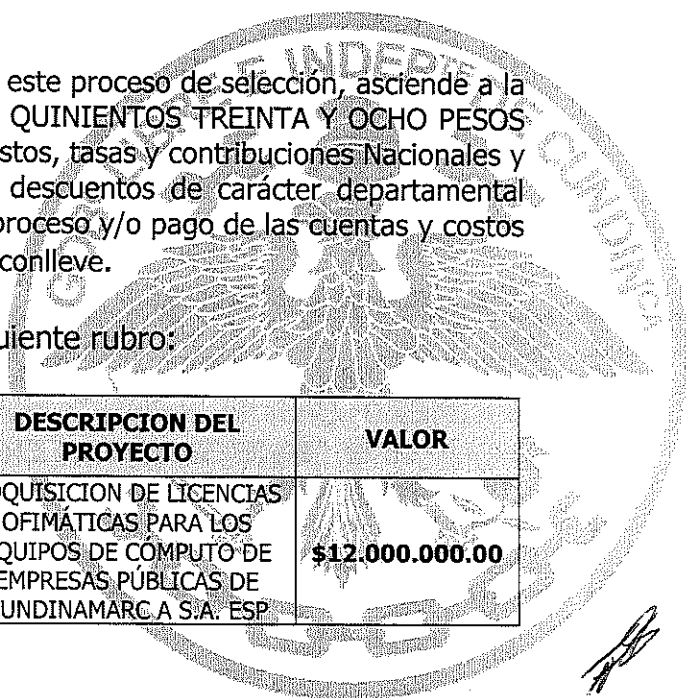 este proceso de selección, asciende a la
QUINIENTOS TREINTA Y OCHO PESOS
stos, tasas y contribuciones Nacionales y
descuentos de carácter departamental
proceso y/o pago de las cuentas y costos
conlleve.
uiente rubro:
DESCRIPCION DEL
PROYECTO
VALOR
QUISICION DE LICENCIAS
OFIMÁTICAS PARA LOS
QUIPOS DE CÓMPUTO DE
EMPRESAS PÚBLICAS DE
UNDINAMARC A S.A. ESP
$12.000.000.00